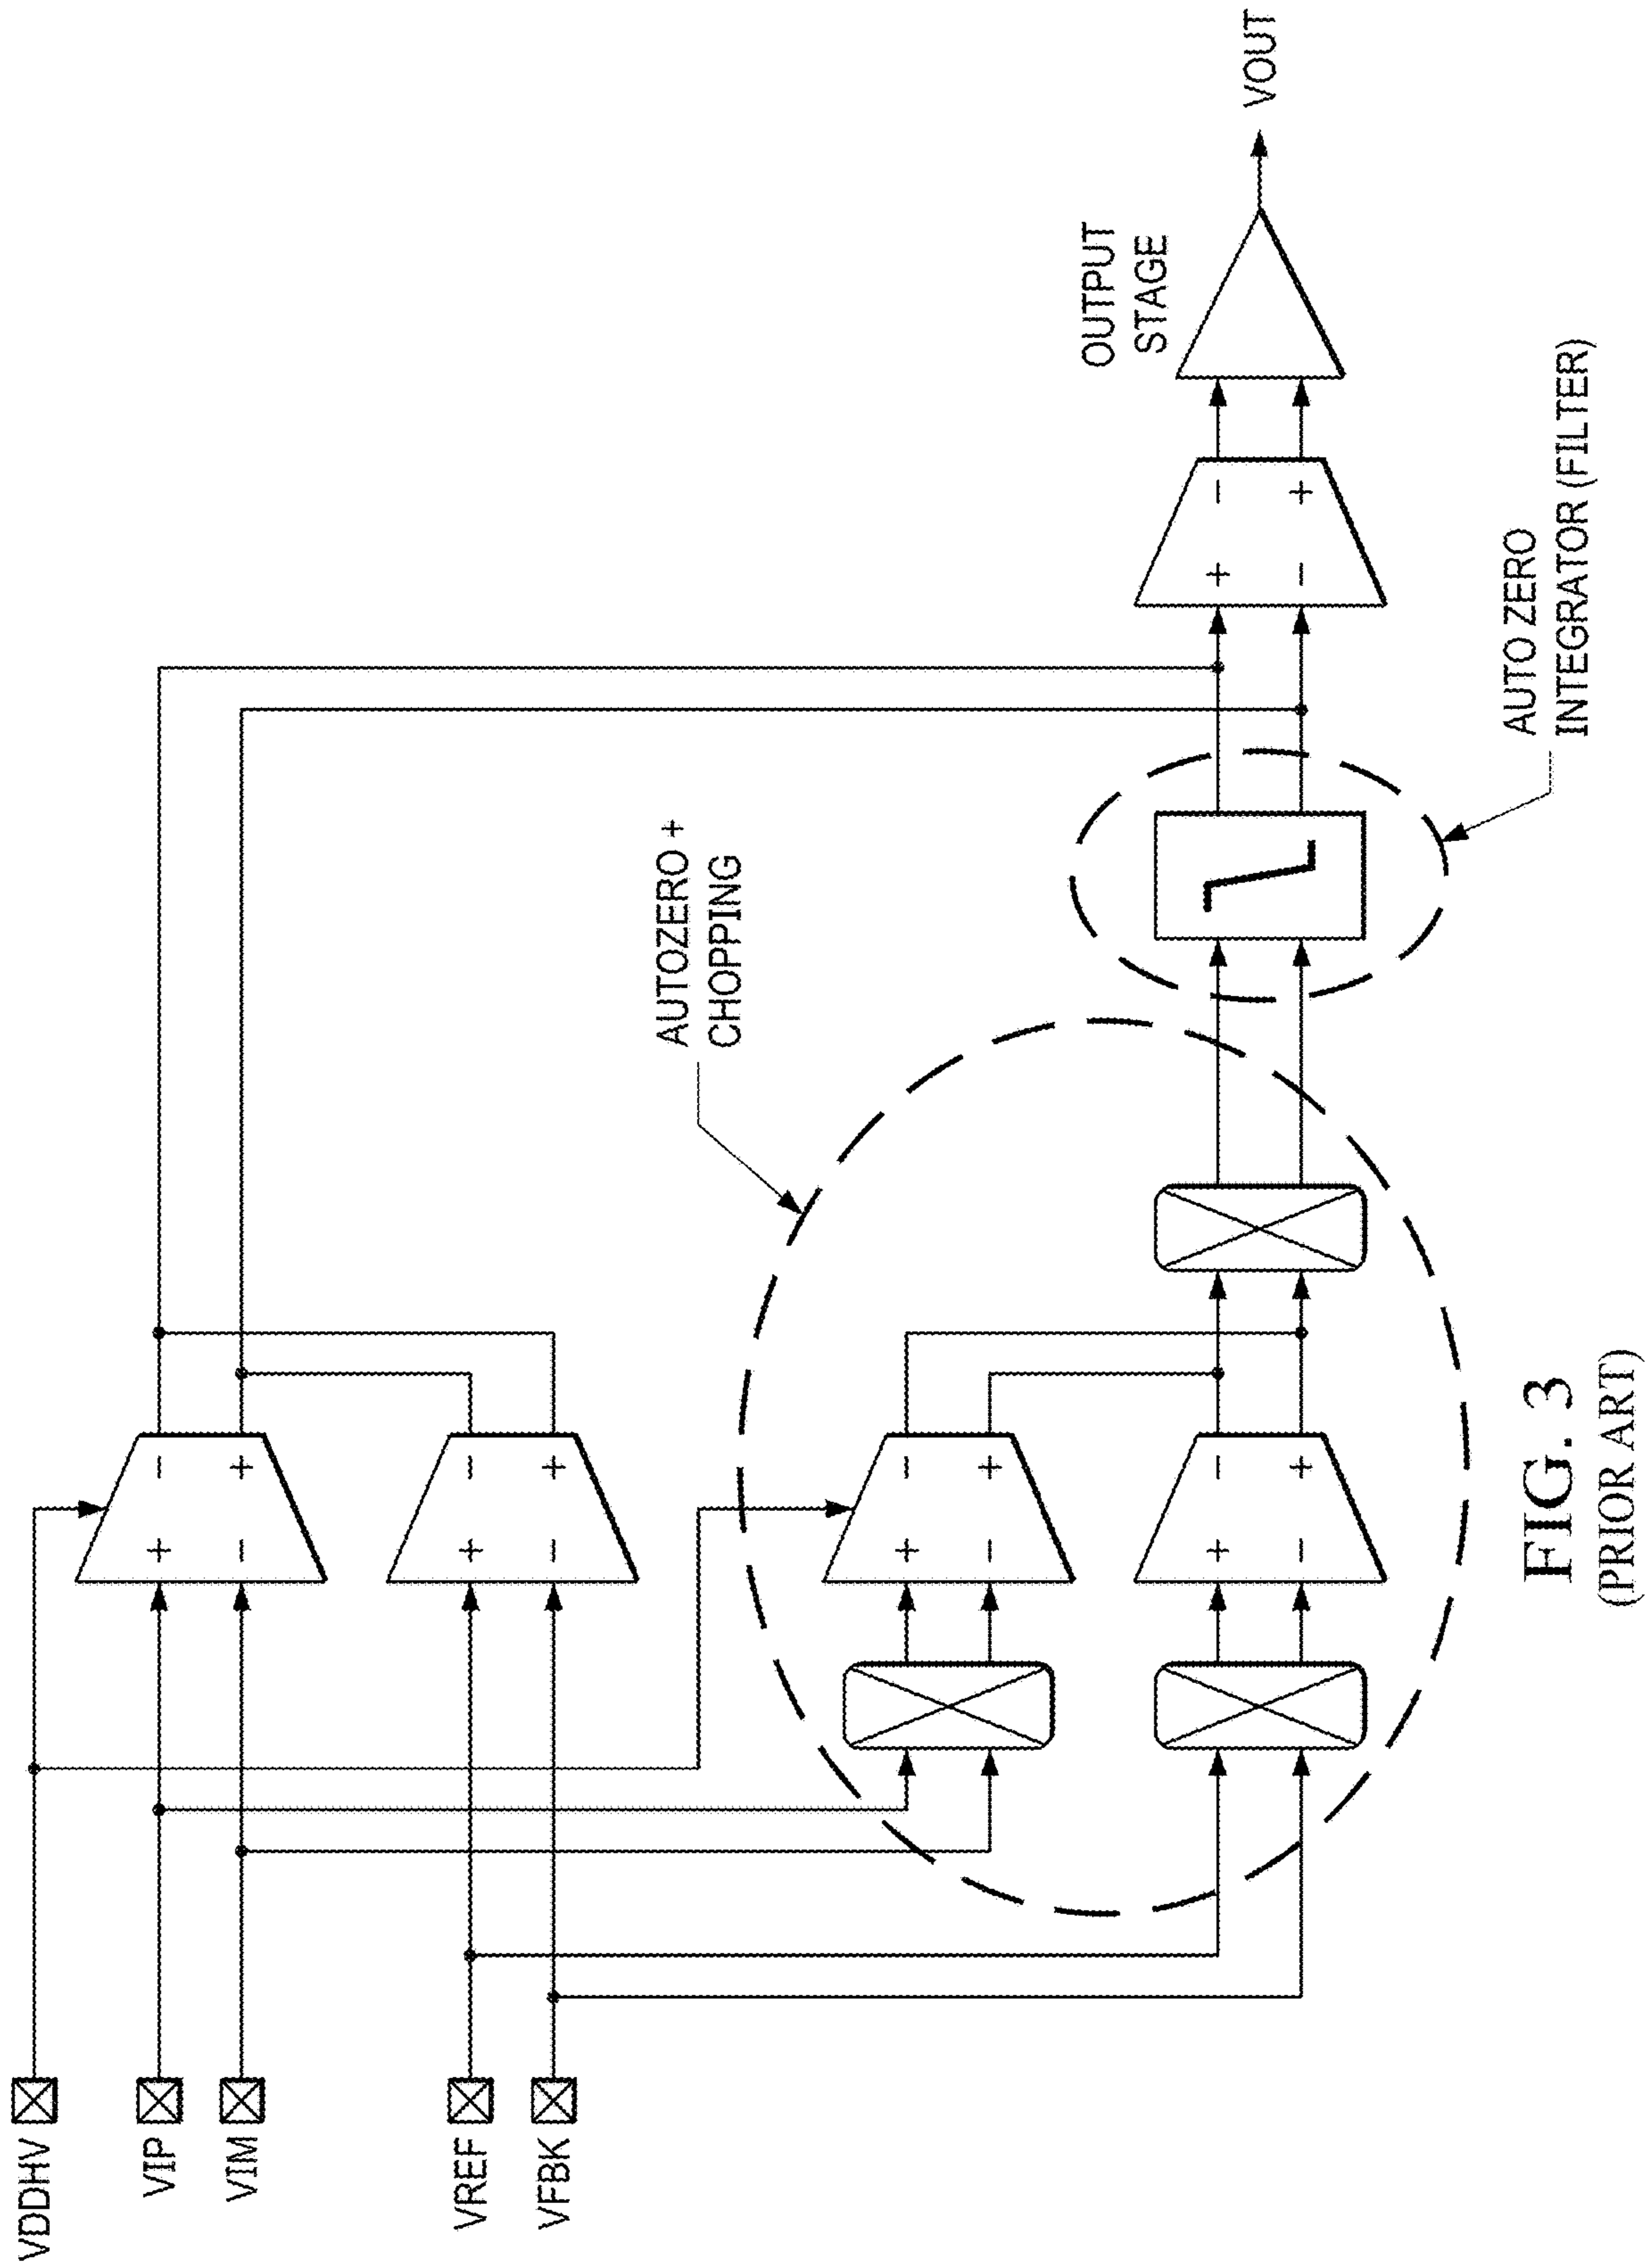 VDDHV
VIP
VIM
VREF
VFBK
+
−
−
+
+
−
−
+
AUTOZERO +
CHOPPING
+
−
−
+
+
−
−
+
AUTO ZERO
INTEGRATOR (FILTER)
+
−
−
+
OUTPUT
STAGE
VOUT
FIG. 3
(PRIOR ART)